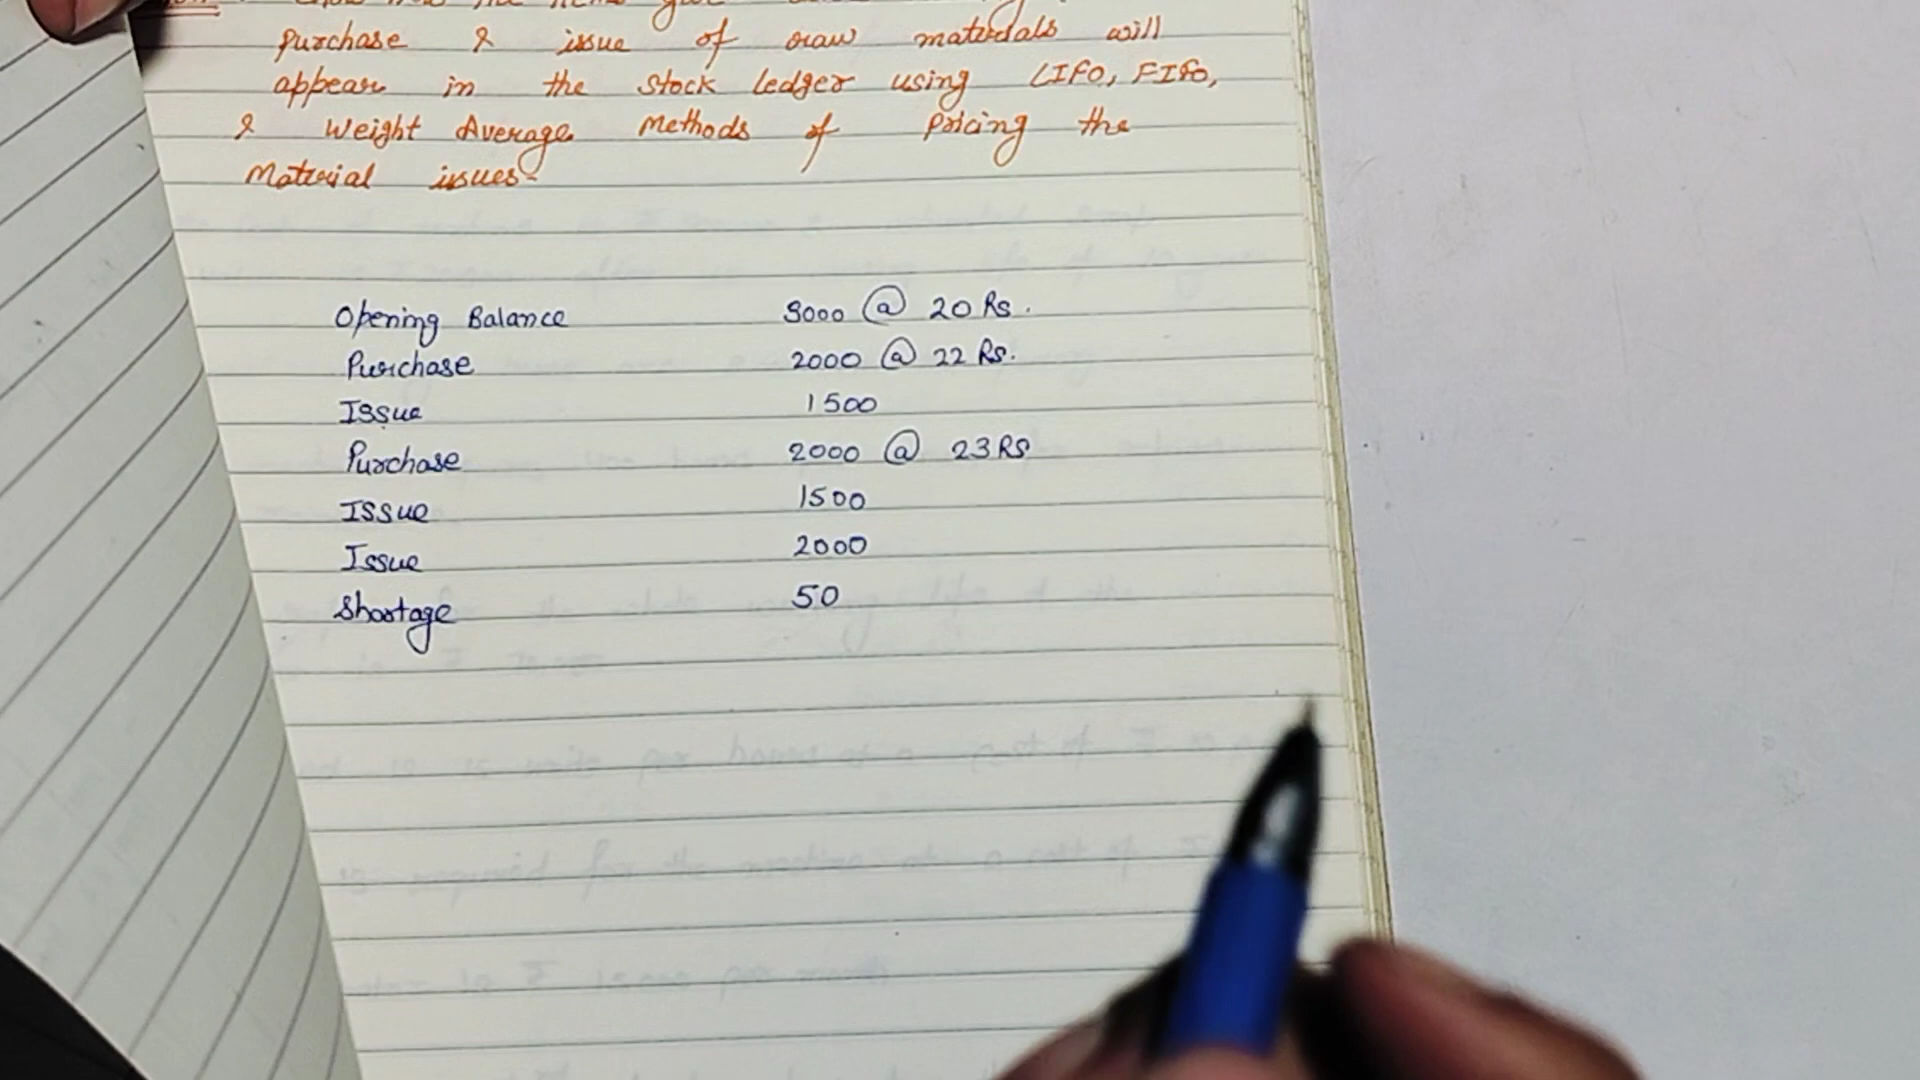 purchase & issue of raw materials will
appear in the stock ledger using LIFO, FIFO,
& Weight Average Methods of Pricing the
Material issues-
Opening Balance 3000 @ 20 Rs.
Purchase 2000 @ 22 Rs.
Issue 1500
Purchase 2000 @ 23 Rs
Issue 1500
Issue 2000
Shortage 50